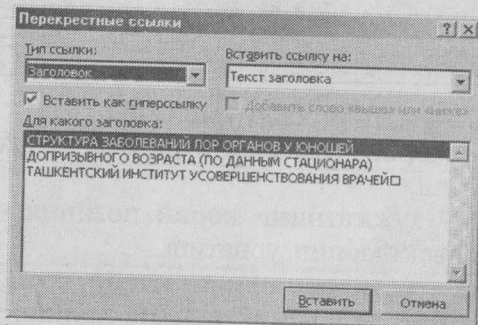 Перекрестные ссылки
Тип ссылки:
Вставить ссылку на:
Заголовок
Текст заголовка
Вставить как гиперссылку
Добавить слово «выше» или «ниже»
Для какого заголовка:
СТРУКТУРА ЗАБОЛЕВАНИЙ ЛОР ОРГАНОВ У ЮНОШЕЙ
ДОПРИЗЫВНОГО ВОЗРАСТА (ПО ДАННЫМ СТАЦИОНАРА)
ТАШКЕНТСКИЙ ИНСТИТУТ УСОВЕРШЕНСТВОВАНИЯ ВРАЧЕЙ
Вставить
Отмена